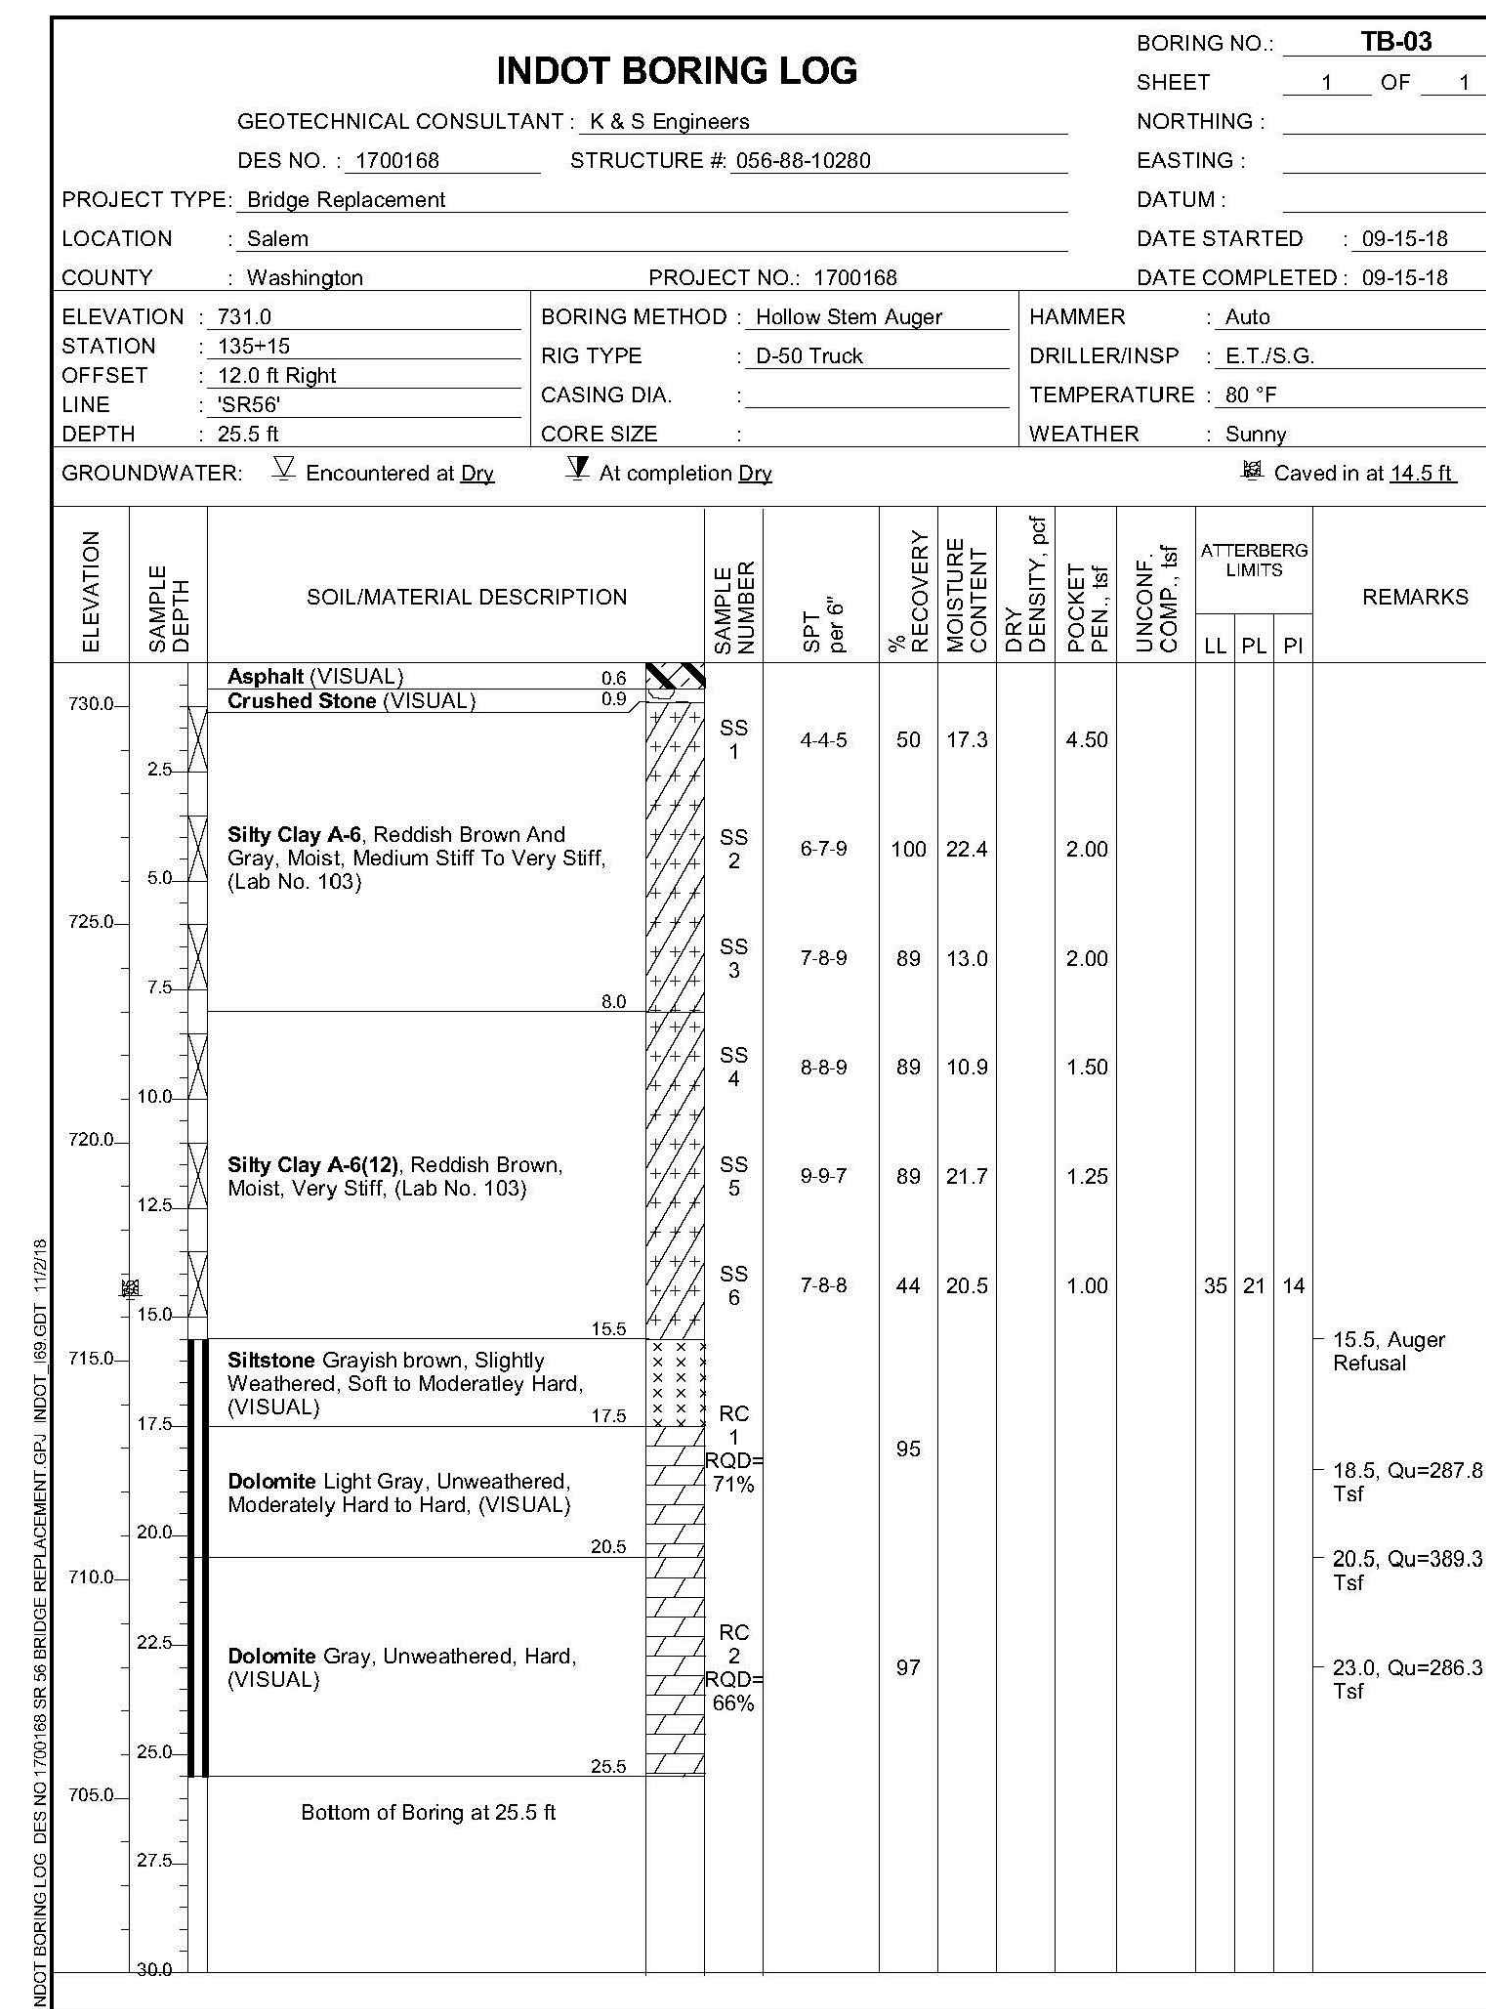 INDOT BORING LOG
BORING NO.: TB-03
SHEET 1 OF 1
GEOTECHNICAL CONSULTANT : K & S Engineers
NORTHING :
DES NO. : 1700168 STRUCTURE #: 056-88-10280
EASTING :
PROJECT TYPE: Bridge Replacement
DATUM :
LOCATION : Salem
DATE STARTED : 09-15-18
COUNTY : Washington PROJECT NO.: 1700168
DATE COMPLETED : 09-15-18
ELEVATION : 731.0
STATION : 135+15
OFFSET : 12.0 ft Right
LINE : 'SR56'
DEPTH : 25.5 ft
BORING METHOD : Hollow Stem Auger
RIG TYPE : D-50 Truck
CASING DIA. :
CORE SIZE :
HAMMER : Auto
DRILLER/INSP : E.T./S.G.
TEMPERATURE : 80 °F
WEATHER : Sunny
GROUNDWATER: Encountered at Dry At completion Dry Caved in at 14.5 ft
ELEVATION
SAMPLE
DEPTH
SOIL/MATERIAL DESCRIPTION
SAMPLE
NUMBER
SPT
per 6"
%
RECOVERY
MOISTURE
CONTENT
DRY
DENSITY, pcf
POCKET
PEN., tsf
UNCONF.
COMP., tsf
ATTERBERG
LIMITS
LL PL PI
REMARKS
Asphalt (VISUAL) 0.6
730.0 Crushed Stone (VISUAL) 0.9
SS
1
4-4-5 50 17.3 4.50
2.5
Silty Clay A-6, Reddish Brown And
Gray, Moist, Medium Stiff To Very Stiff,
(Lab No. 103)
SS
2
6-7-9 100 22.4 2.00
5.0
725.0
SS
3
7-8-9 89 13.0 2.00
7.5
8.0
SS
4
8-8-9 89 10.9 1.50
10.0
720.0
Silty Clay A-6(12), Reddish Brown,
Moist, Very Stiff, (Lab No. 103)
SS
5
9-9-7 89 21.7 1.25
12.5
SS
6
7-8-8 44 20.5 1.00 35 21 14
15.0
15.5
15.5, Auger
Refusal
715.0
Siltstone Grayish brown, Slightly
Weathered, Soft to Moderatley Hard,
(VISUAL)
17.5
17.5
RC
1
RQD=
71%
95
Dolomite Light Gray, Unweathered,
Moderately Hard to Hard, (VISUAL)
18.5, Qu=287.8
Tsf
20.0
20.5
20.5, Qu=389.3
Tsf
710.0
22.5
Dolomite Gray, Unweathered, Hard,
(VISUAL)
RC
2
RQD=
66%
97
23.0, Qu=286.3
Tsf
25.0
25.5
705.0
Bottom of Boring at 25.5 ft
27.5
30.0
NDOT BORING LOG DES NO 1700168 SR 56 BRIDGE REPLACEMENT.GPJ INDOT_I69.GDT 11/2/18